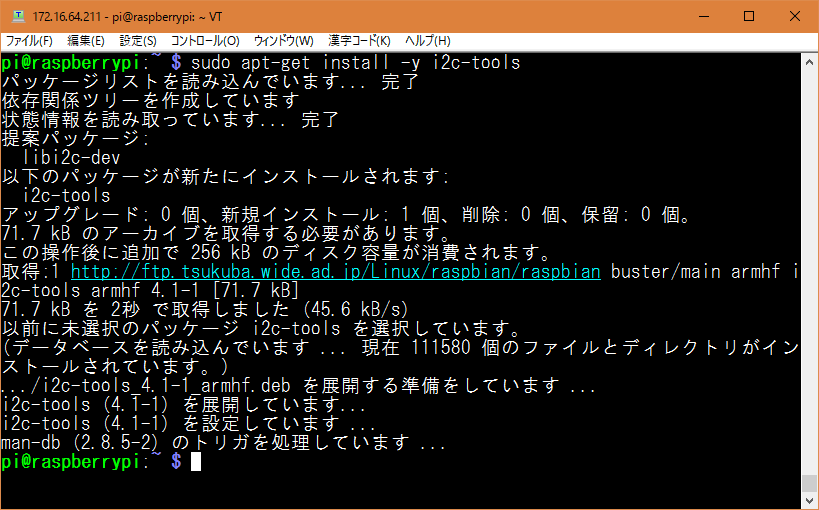 172.16.64.211 - pi@raspberrypi: ~ VT
ファイル(F) 編集(E) 設定(S) コントロール(O) ウィンドウ(W) 漢字コード(K) ヘルプ(H)
pi@raspberrypi:~ $ sudo apt-get install -y i2c-tools
パッケージリストを読み込んでいます... 完了
依存関係ツリーを作成しています
状態情報を読み取っています... 完了
提案パッケージ:
  libi2c-dev
以下のパッケージが新たにインストールされます:
  i2c-tools
アップグレード: 0 個、新規インストール: 1 個、削除: 0 個、保留: 0 個。
71.7 kB のアーカイブを取得する必要があります。
この操作後に追加で 256 kB のディスク容量が消費されます。
取得:1 http://ftp.tsukuba.wide.ad.jp/Linux/raspbian/raspbian buster/main armhf i
2c-tools armhf 4.1-1 [71.7 kB]
71.7 kB を 2秒 で取得しました (45.6 kB/s)
以前に未選択のパッケージ i2c-tools を選択しています。
(データベースを読み込んでいます ... 現在 111580 個のファイルとディレクトリがイン
ストールされています。)
.../i2c-tools_4.1-1_armhf.deb を展開する準備をしています ...
i2c-tools (4.1-1) を展開しています...
i2c-tools (4.1-1) を設定しています ...
man-db (2.8.5-2) のトリガを処理しています ...
pi@raspberrypi:~ $